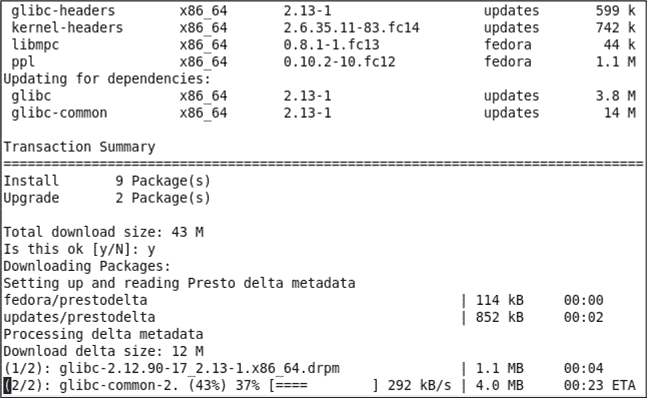 glibc-headers x86_64 2.13-1 updates 599 k
kernel-headers x86_64 2.6.35.11-83.fc14 updates 742 k
libmpc x86_64 0.8.1-1.fc13 fedora 44 k
ppl x86_64 0.10.2-10.fc12 fedora 1.1 M
Updating for dependencies:
glibc x86_64 2.13-1 updates 3.8 M
glibc-common x86_64 2.13-1 updates 14 M
Transaction Summary
================================================================================
Install 9 Package(s)
Upgrade 2 Package(s)
Total download size: 43 M
Is this ok [y/N]: y
Downloading Packages:
Setting up and reading Presto delta metadata
fedora/prestodelta | 114 kB 00:00
updates/prestodelta | 852 kB 00:02
Processing delta metadata
Download delta size: 12 M
(1/2): glibc-2.12.90-17_2.13-1.x86_64.drpm | 1.1 MB 00:04
(2/2): glibc-common-2. (43%) 37% [==== ] 292 kB/s | 4.0 MB 00:23 ETA